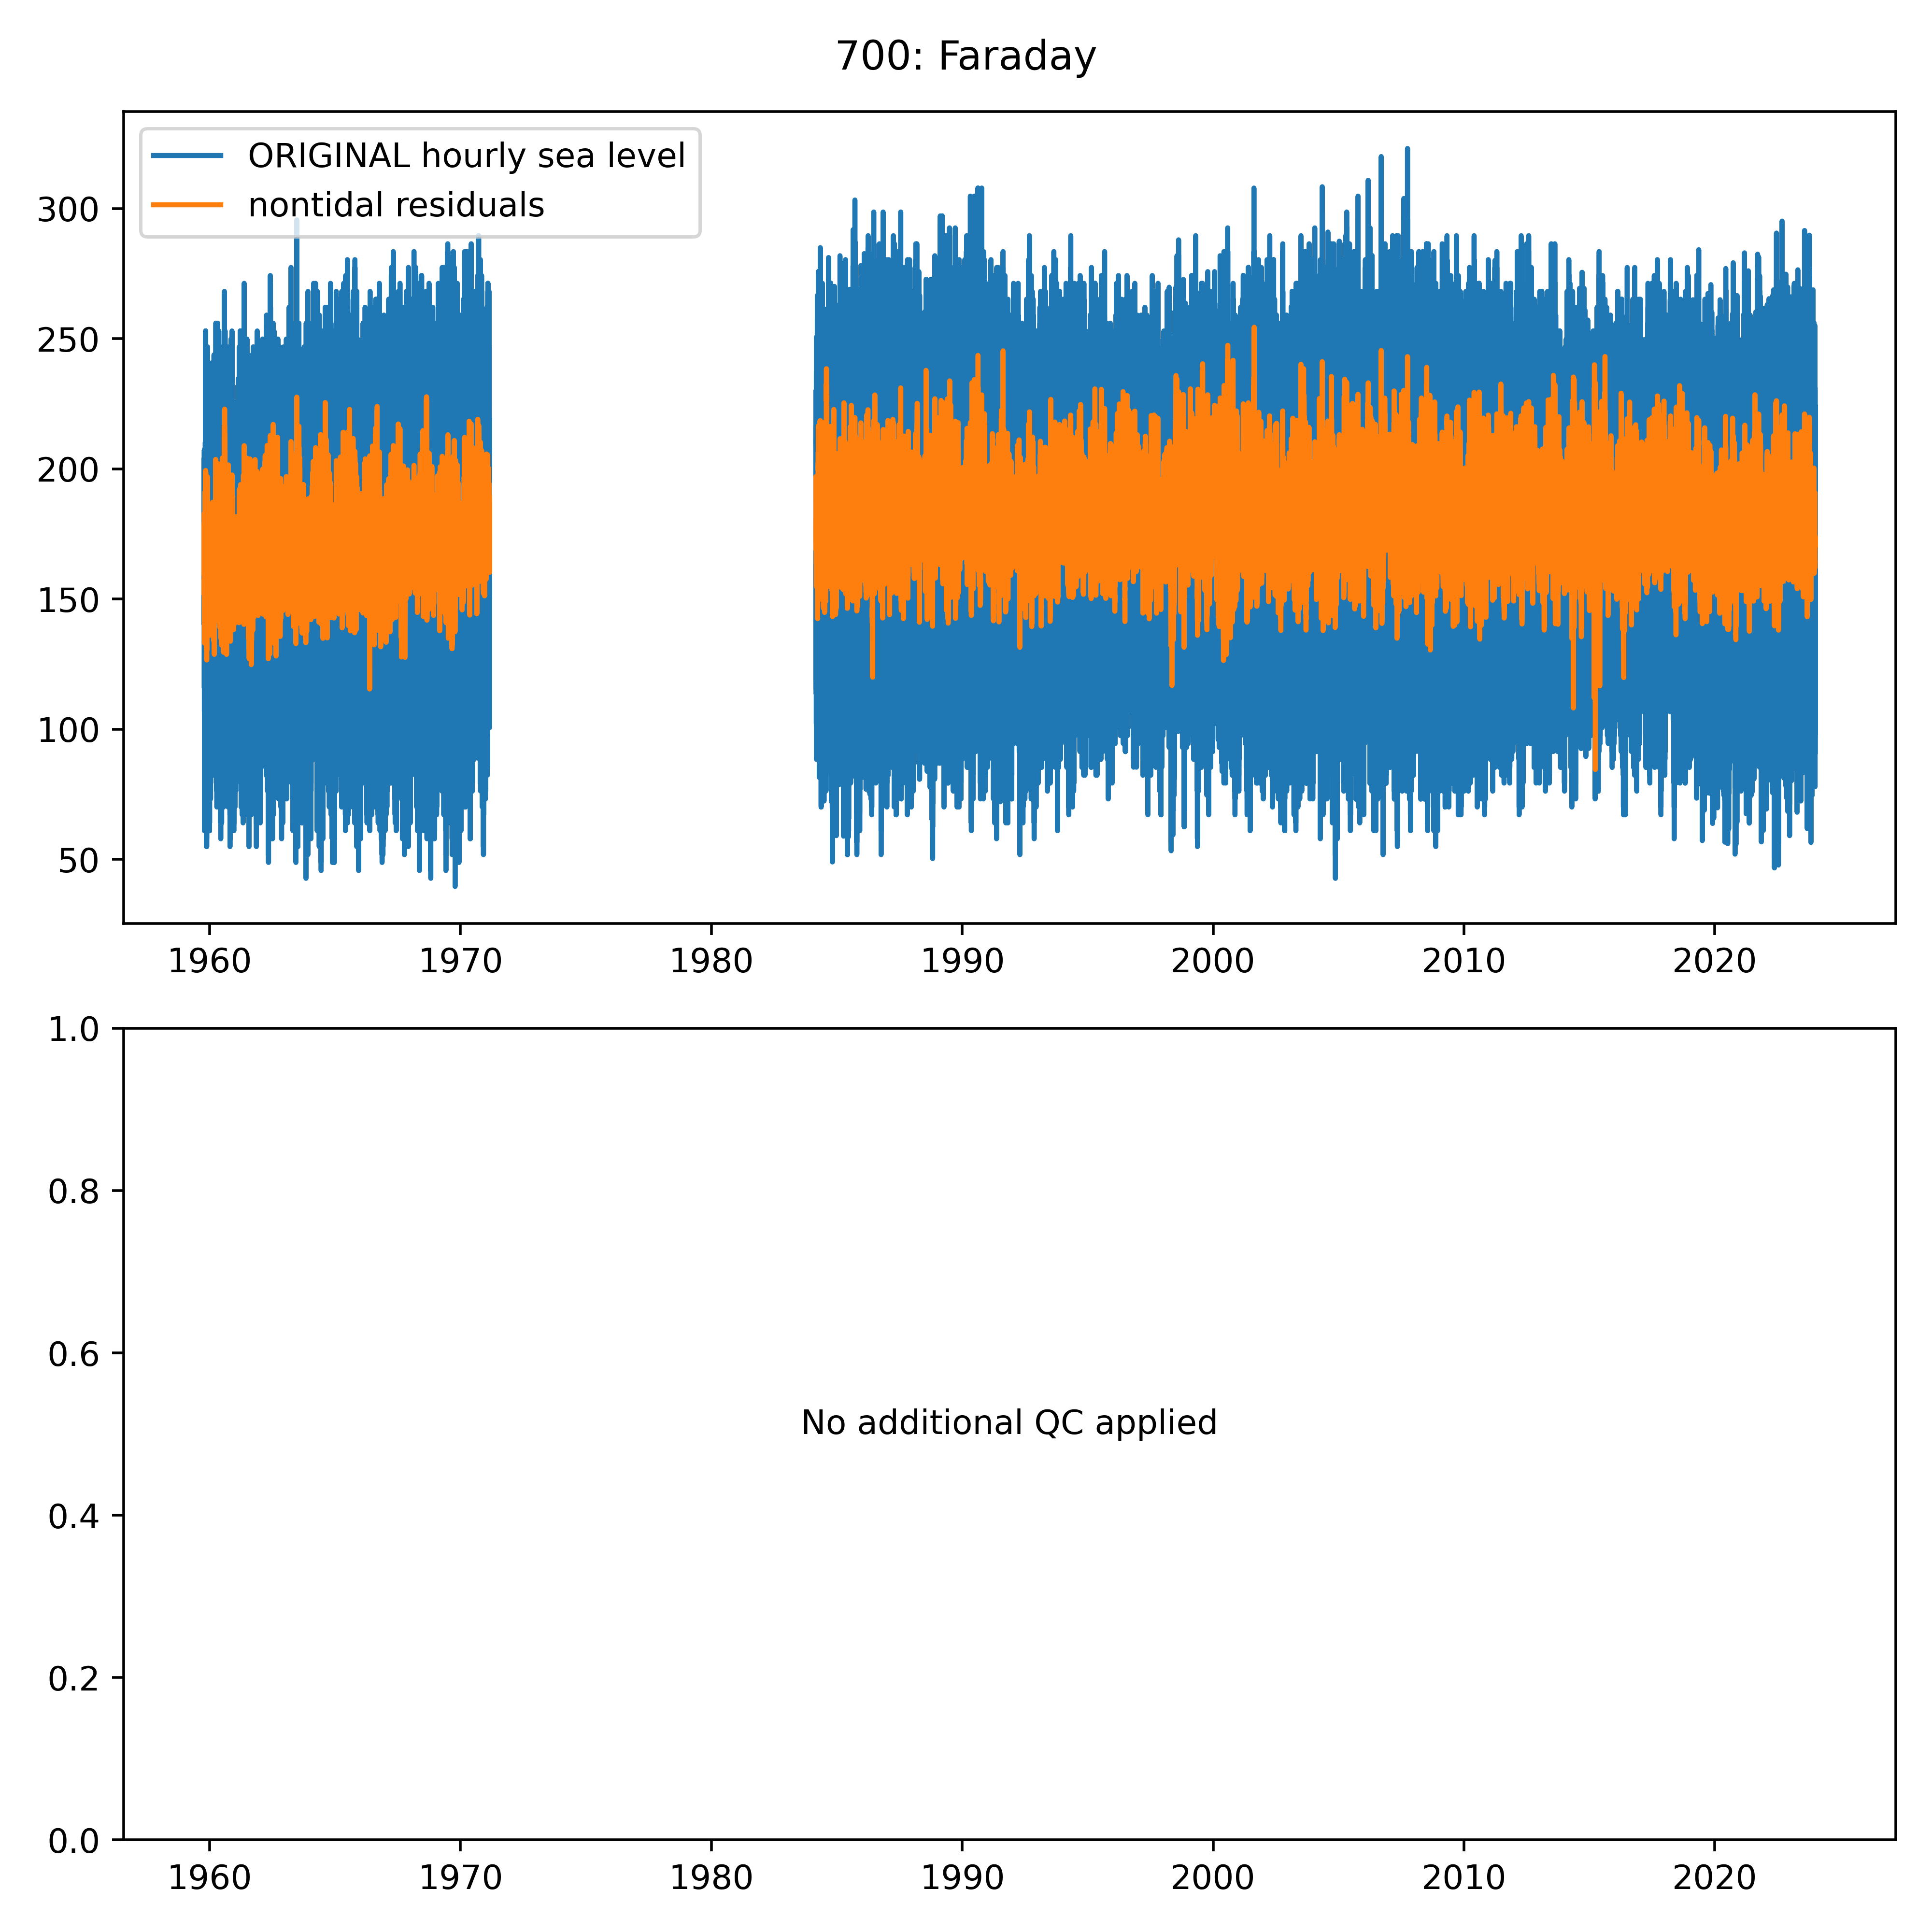 700: Faraday
ORIGINAL hourly sea level
nontidal residuals
300
250
200
150
100
50
1960 1970 1980 1990 2000 2010 2020
1.0
0.8
0.6
No additional QC applied
0.4
0.2
0.0
1960 1970 1980 1990 2000 2010 2020